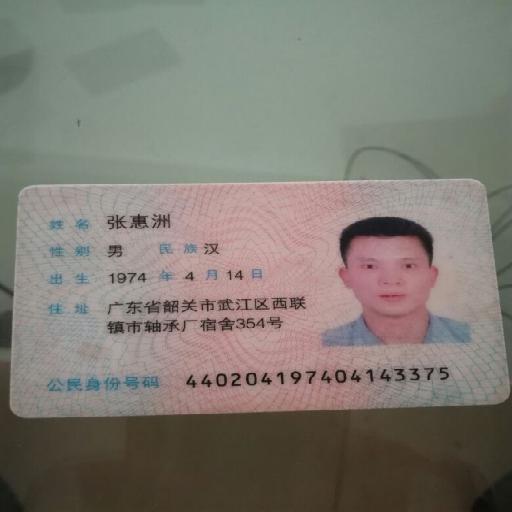 姓名 张惠洲
性别 男 民族 汉
出生 1974 年 4 月 14 日
住址 广东省韶关市武江区西联
镇市轴承厂宿舍354号
公民身份号码 440204197404143375